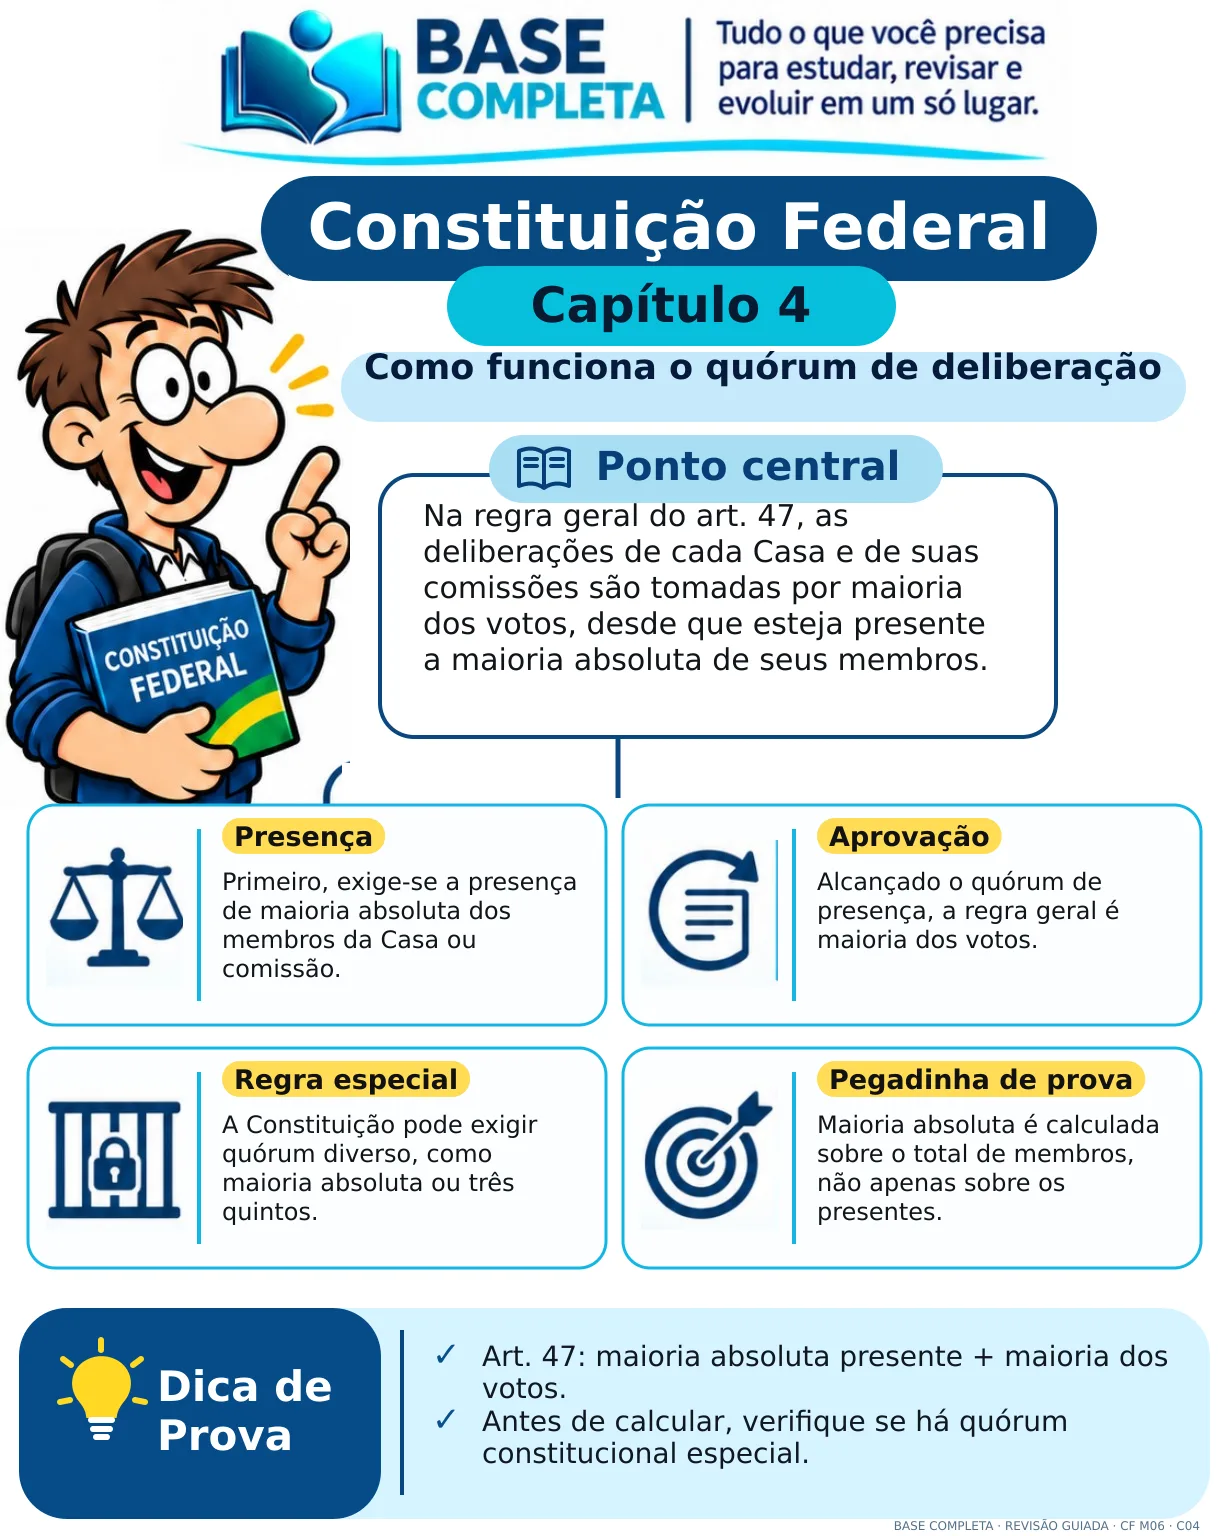 BASE
COMPLETA
Tudo o que você precisa
para estudar, revisar e
evoluir em um só lugar.
Constituição Federal
Capítulo 4
Como funciona o quórum de deliberação
Ponto central
Na regra geral do art. 47, as
deliberações de cada Casa e de suas
comissões são tomadas por maioria
dos votos, desde que esteja presente
a maioria absoluta de seus membros.
CONSTITUIÇÃO
FEDERAL
Presença
Primeiro, exige-se a presença
de maioria absoluta dos
membros da Casa ou
comissão.
Aprovação
Alcançado o quórum de
presença, a regra geral é
maioria dos votos.
Regra especial
A Constituição pode exigir
quórum diverso, como
maioria absoluta ou três
quintos.
Pegadinha de prova
Maioria absoluta é calculada
sobre o total de membros,
não apenas sobre os
presentes.
Dica de
Prova
✓ Art. 47: maioria absoluta presente + maioria dos
votos.
✓ Antes de calcular, verifique se há quórum
constitucional especial.
BASE COMPLETA · REVISÃO GUIADA · CF M06 · C04